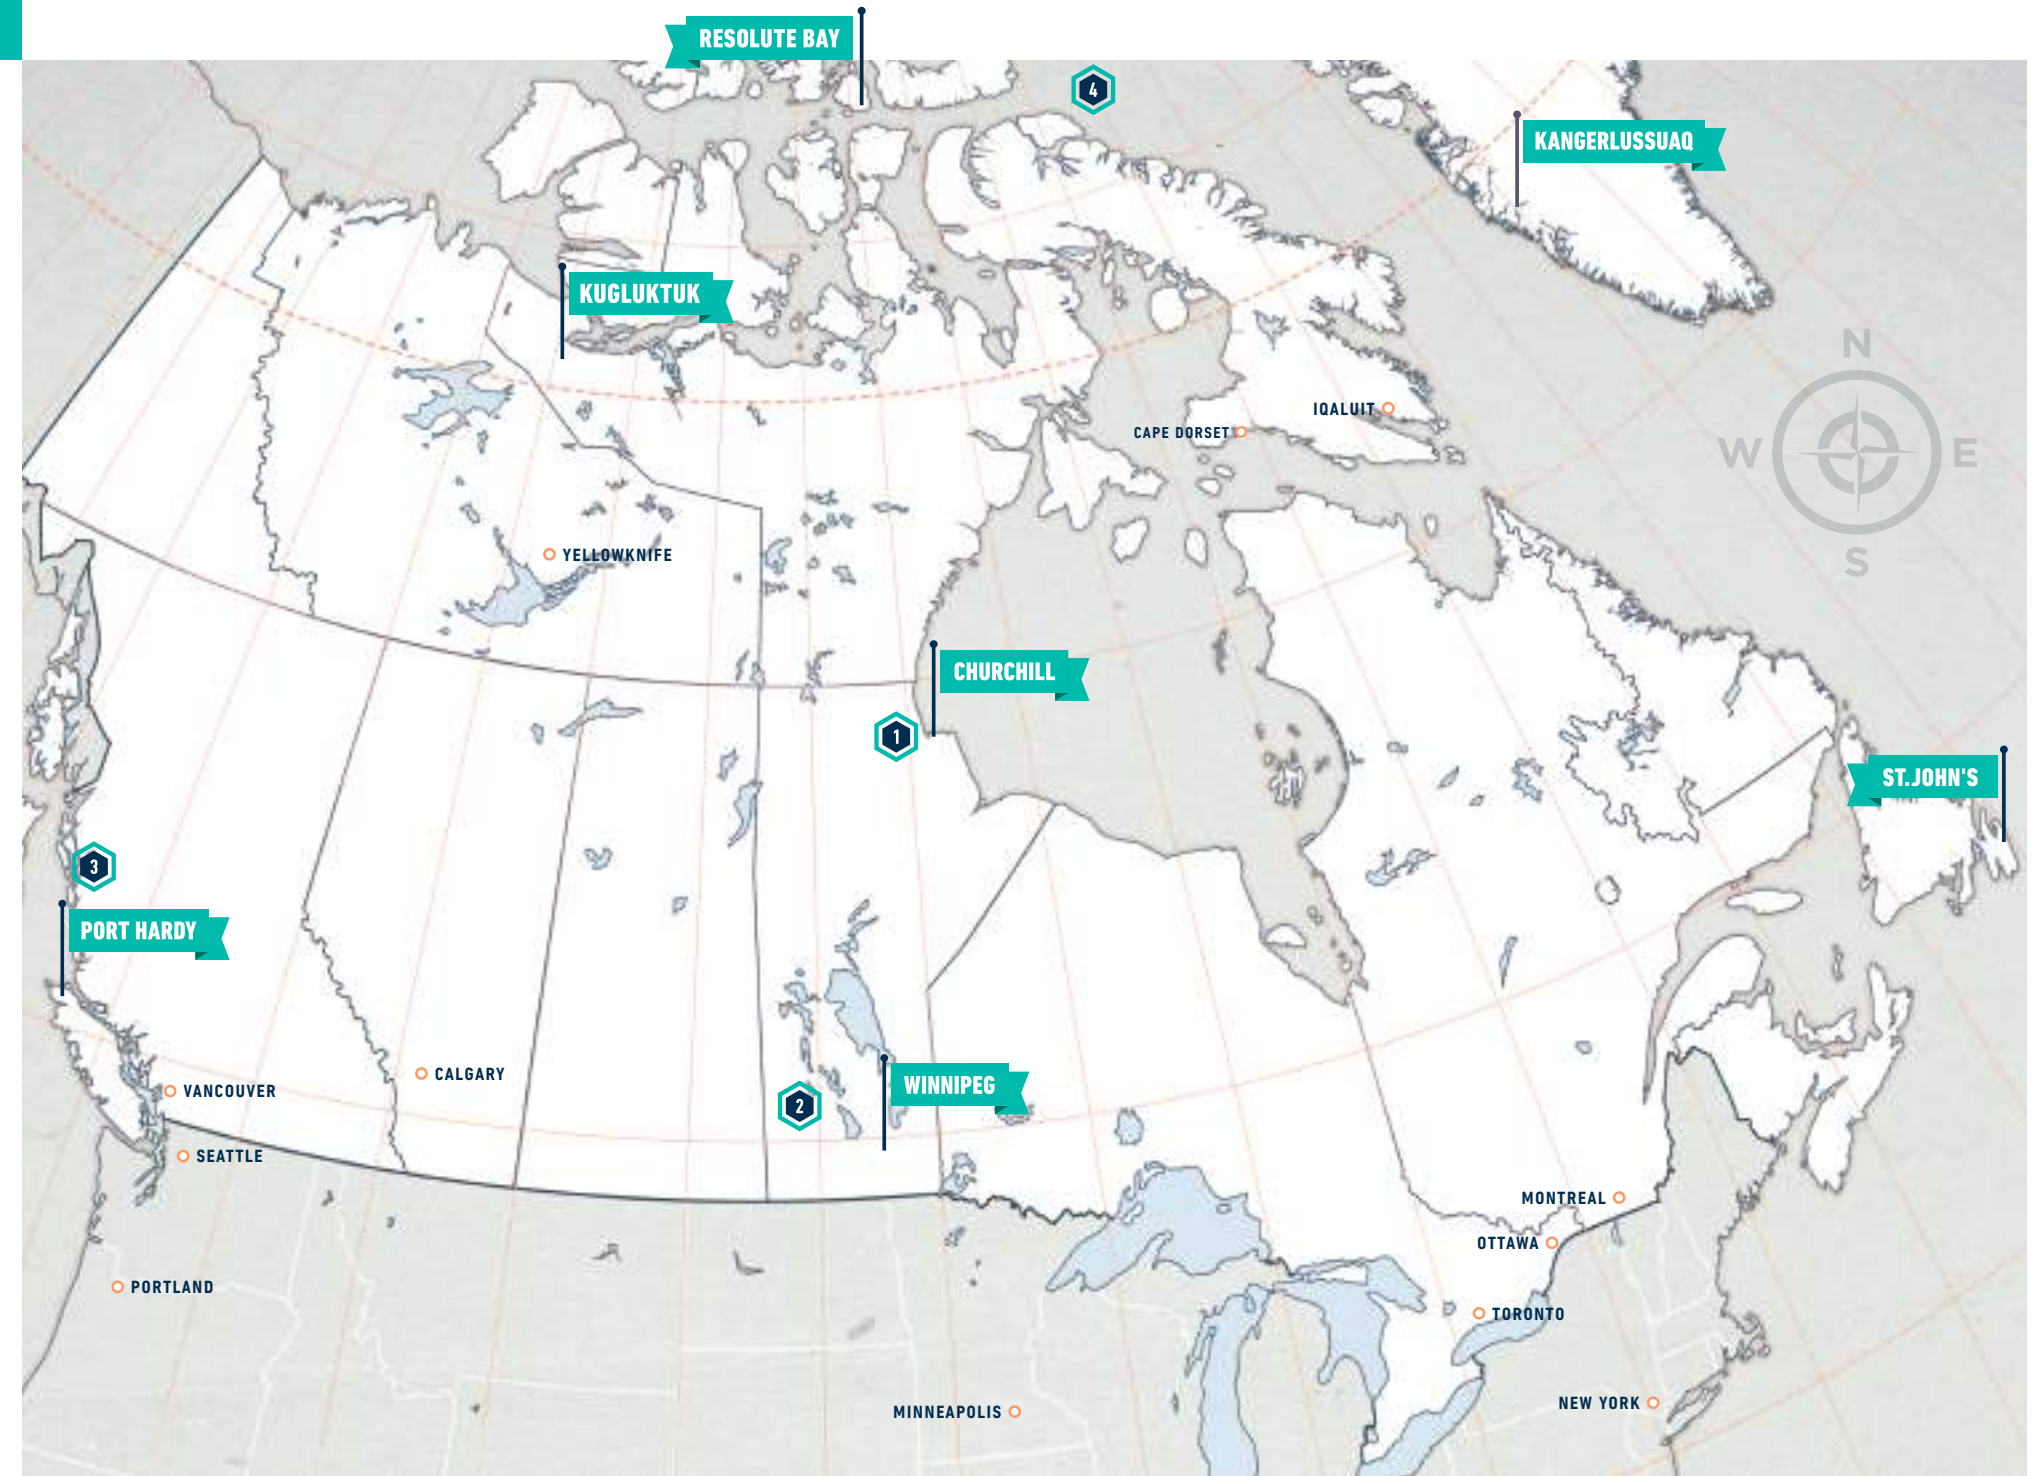 RESOLUTE BAY
4
KANGERLUSSUAQ
KUGLUKTUK
N
W
E
S
IQALUIT
CAPE DORSET
YELLOWKNIFE
CHURCHILL
1
ST.JOHN'S
3
PORT HARDY
CALGARY
VANCOUVER
WINNIPEG
2
SEATTLE
MONTREAL
OTTAWA
PORTLAND
TORONTO
NEW YORK
MINNEAPOLIS